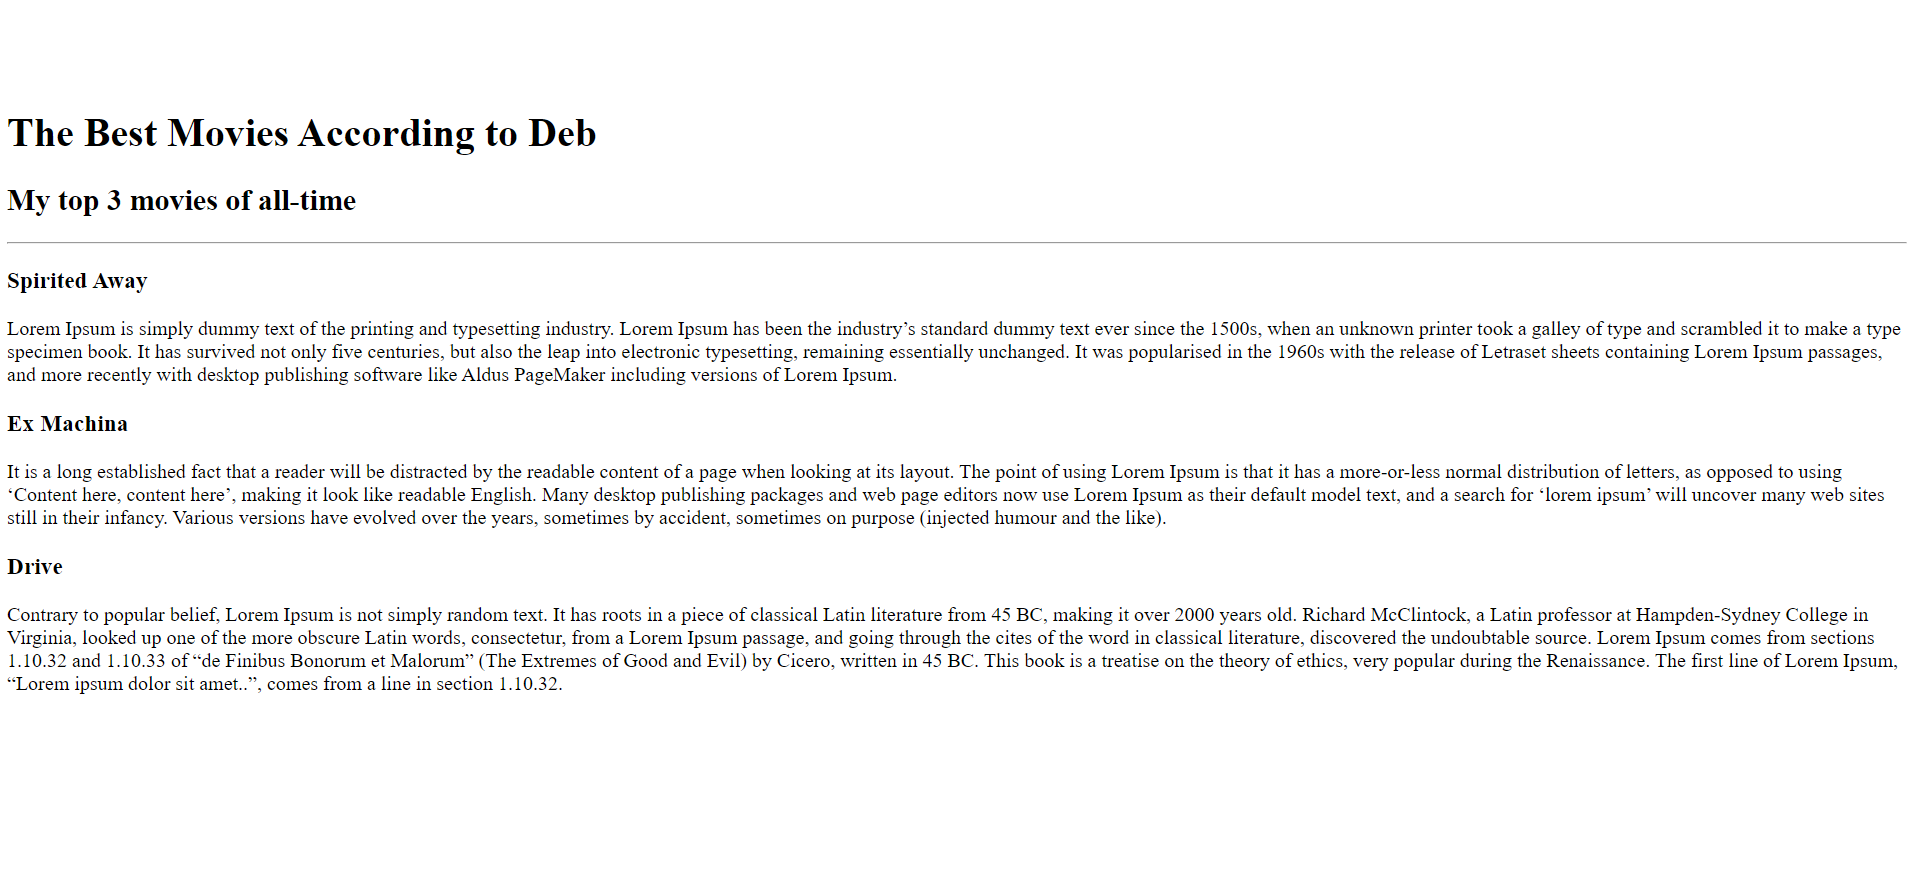 The Best Movies According to Deb
My top 3 movies of all-time
Spirited Away
Lorem Ipsum is simply dummy text of the printing and typesetting industry. Lorem Ipsum has been the industry’s standard dummy text ever since the 1500s, when an unknown printer took a galley of type and scrambled it to make a type
specimen book. It has survived not only five centuries, but also the leap into electronic typesetting, remaining essentially unchanged. It was popularised in the 1960s with the release of Letraset sheets containing Lorem Ipsum passages,
and more recently with desktop publishing software like Aldus PageMaker including versions of Lorem Ipsum.
Ex Machina
It is a long established fact that a reader will be distracted by the readable content of a page when looking at its layout. The point of using Lorem Ipsum is that it has a more-or-less normal distribution of letters, as opposed to using
‘Content here, content here’, making it look like readable English. Many desktop publishing packages and web page editors now use Lorem Ipsum as their default model text, and a search for ‘lorem ipsum’ will uncover many web sites
still in their infancy. Various versions have evolved over the years, sometimes by accident, sometimes on purpose (injected humour and the like).
Drive
Contrary to popular belief, Lorem Ipsum is not simply random text. It has roots in a piece of classical Latin literature from 45 BC, making it over 2000 years old. Richard McClintock, a Latin professor at Hampden-Sydney College in
Virginia, looked up one of the more obscure Latin words, consectetur, from a Lorem Ipsum passage, and going through the cites of the word in classical literature, discovered the undoubtable source. Lorem Ipsum comes from sections
1.10.32 and 1.10.33 of “de Finibus Bonorum et Malorum” (The Extremes of Good and Evil) by Cicero, written in 45 BC. This book is a treatise on the theory of ethics, very popular during the Renaissance. The first line of Lorem Ipsum,
“Lorem ipsum dolor sit amet..”, comes from a line in section 1.10.32.